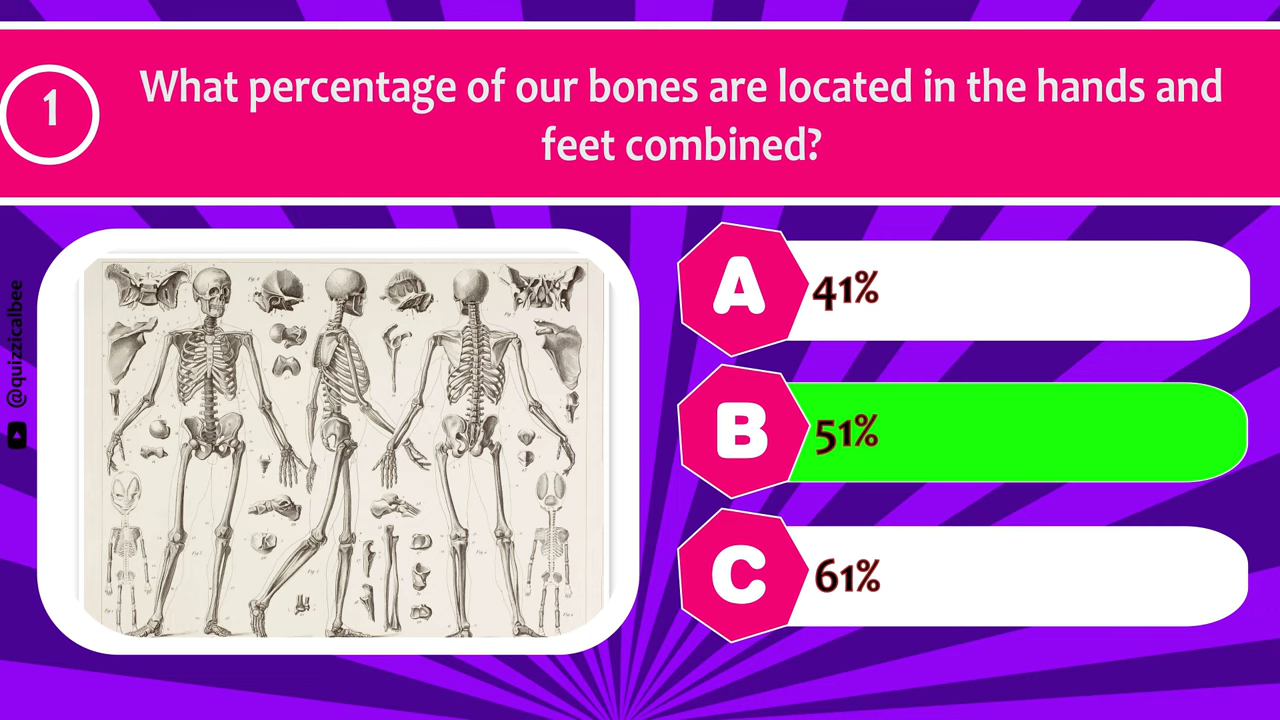 1
What percentage of our bones are located in the hands and
feet combined?
@quizzicalbee
A
41%
B
51%
C
61%